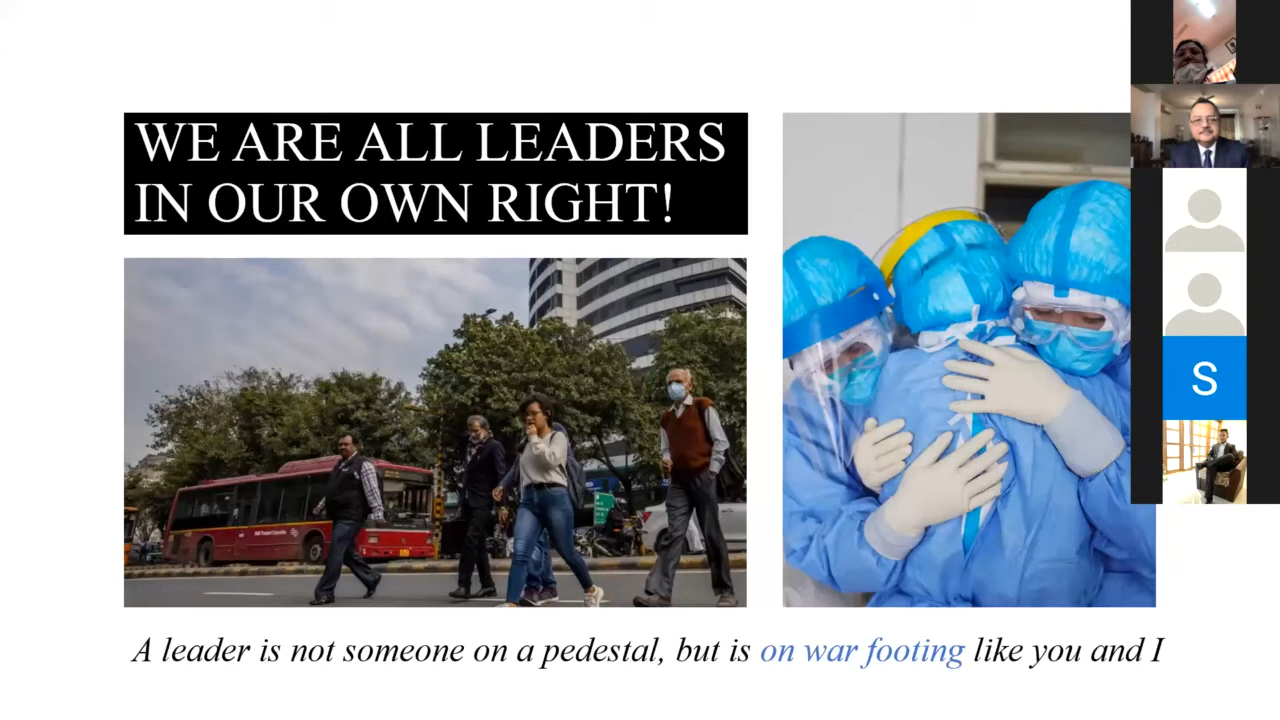 WE ARE ALL LEADERS
IN OUR OWN RIGHT!
A leader is not someone on a pedestal, but is on war footing like you and I
S